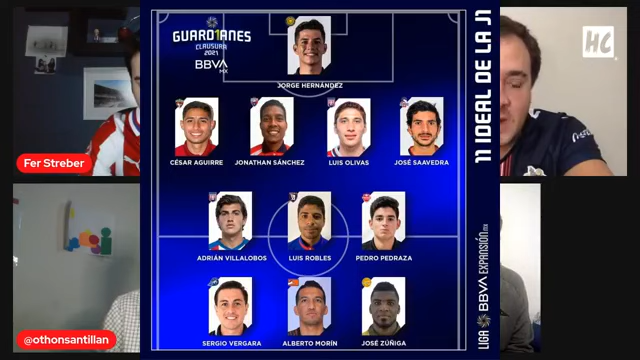 GUARD1ANES
CLAUSURA
2021
BBVA
MX
JORGE HERNÁNDEZ
CÉSAR AGUIRRE
JONATHAN SÁNCHEZ
LUIS OLIVAS
JOSÉ SAAVEDRA
ADRIÁN VILLALOBOS
LUIS ROBLES
PEDRO PEDRAZA
SERGIO VERGARA
ALBERTO MORÍN
JOSÉ ZÚÑIGA
11 IDEAL DE LA J1
LIGA BBVA EXPANSIÓN MX
HC
Fer Streber
@othonsantillan